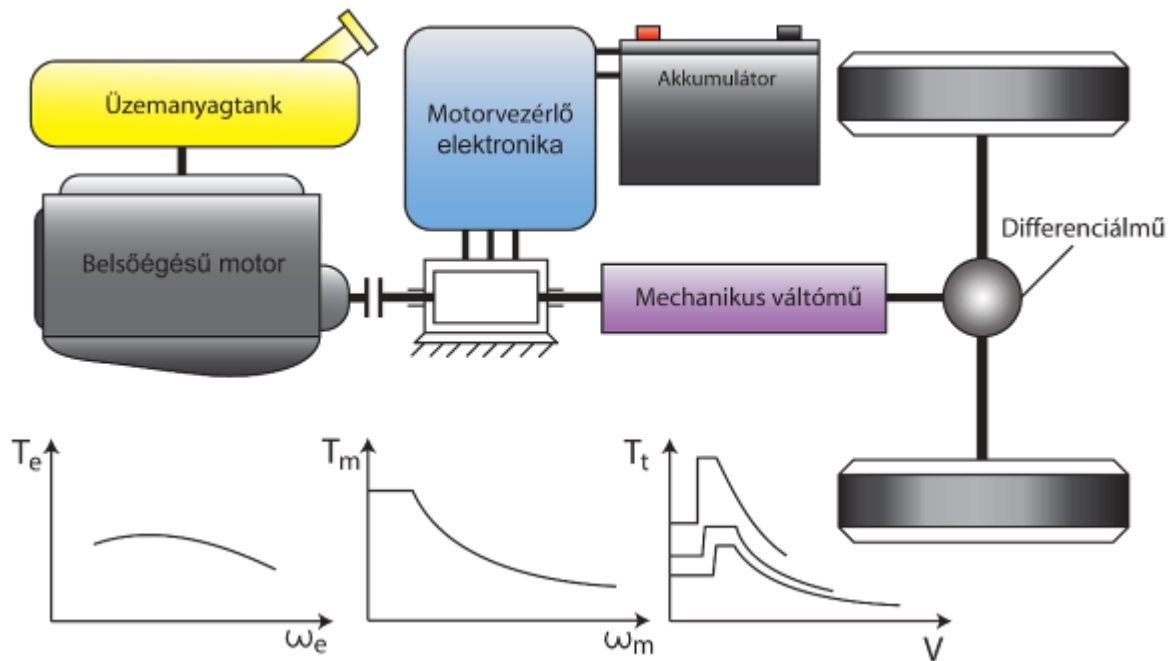 Üzemanyagtank
Motorvezérlő
elektronika
Akkumulátor
Belsőégésű motor
Mechanikus váltómű
Differenciálmű
Te
ωe
Tm
ωm
Tt
V